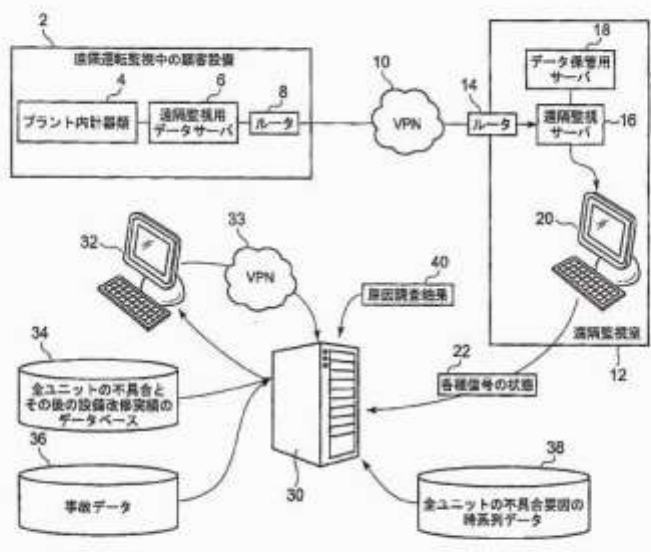 2
遠隔運転監視中の顧客設備
4
プラント内計器類
6
遠隔監視用
データサーバ
8
ルータ
10
VPN
14
ルータ
18
データ保管用
サーバ
遠隔監視
サーバ
16
20
遠隔監視室
12
32
33
VPN
40
原因調査結果
22
各種信号の状態
34
全ユニットの不具合と
その後の設備改修実績の
データベース
36
事故データ
30
38
全ユニットの不具合要因の
時系列データ